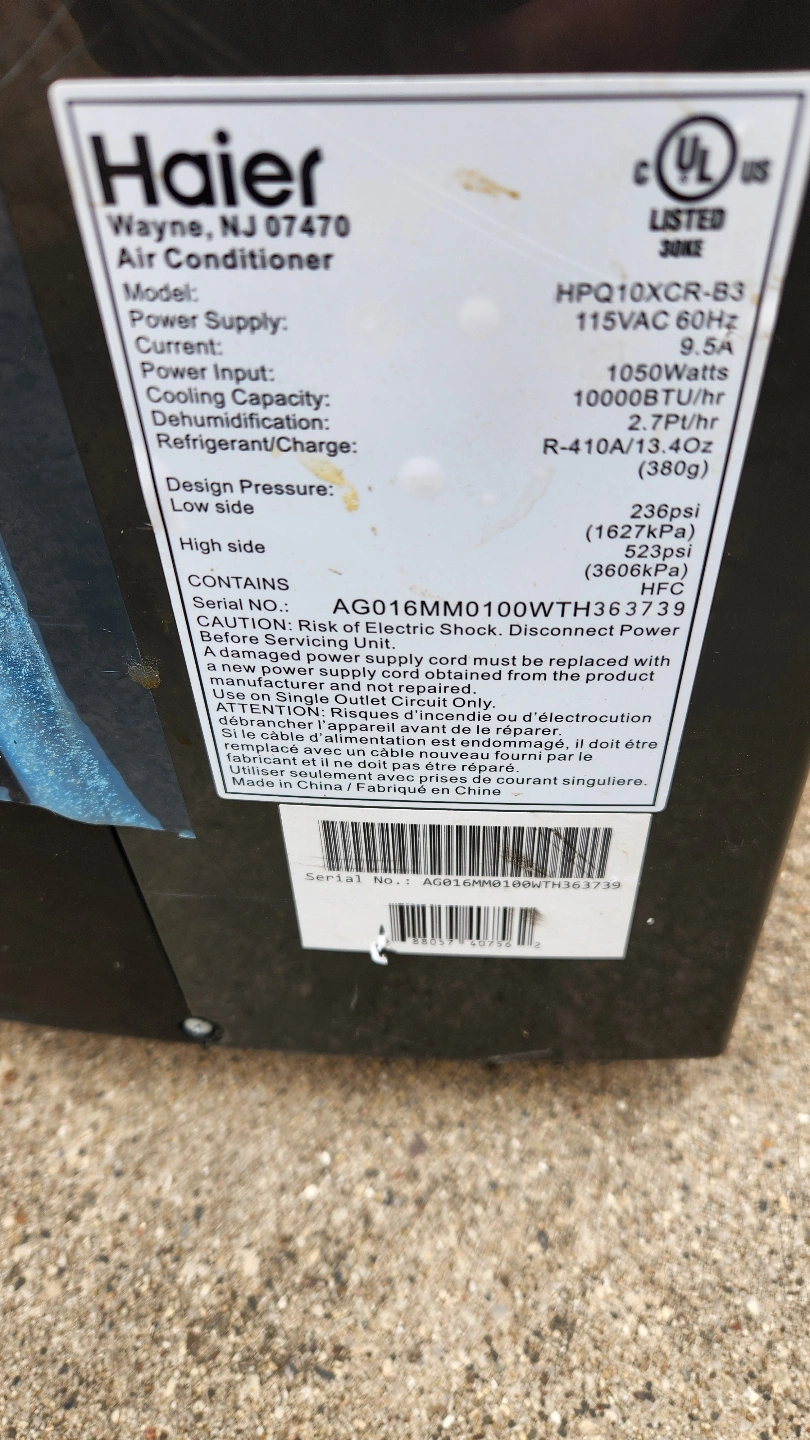 Haier
Wayne, NJ 07470
Air Conditioner
C UL US
LISTED
30KE
Model: HPQ10XCR-B3
Power Supply: 115VAC 60Hz
Current: 9.5A
Power Input: 1050Watts
Cooling Capacity: 10000BTU/hr
Dehumidification: 2.7Pt/hr
Refrigerant/Charge: R-410A/13.4Oz
(380g)
Design Pressure:
Low side 236psi
(1627kPa)
High side 523psi
(3606kPa)
CONTAINS HFC
Serial NO.: AG016MM0100WTH363739
CAUTION: Risk of Electric Shock. Disconnect Power
Before Servicing Unit.
A damaged power supply cord must be replaced with
a new power supply cord obtained from the product
manufacturer and not repaired.
Use on Single Outlet Circuit Only.
ATTENTION: Risques d'incendie ou d'électrocution
débrancher l'appareil avant de le réparer.
Si le câble d'alimentation est endommagé, il doit étre
remplacé avec un câble nouveau fourni par le
fabricant et il ne doit pas être réparé.
Utiliser seulement avec prises de courant singuliere.
Made in China / Fabriqué en Chine
Serial No.: AG016MM0100WTH363739
88057 40756 2